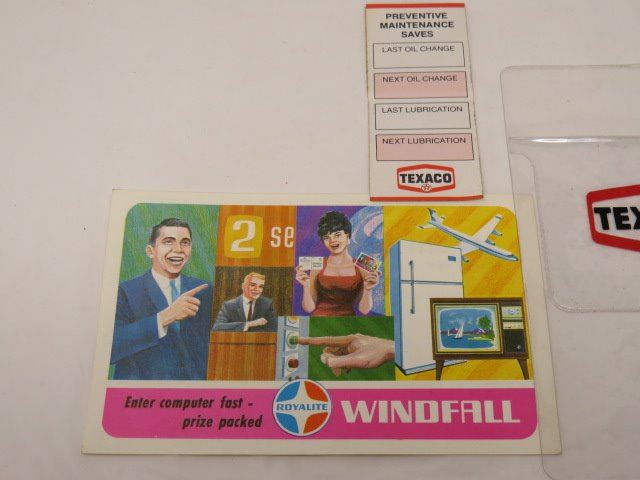 PREVENTIVE
MAINTENANCE
SAVES
LAST OIL CHANGE
NEXT OIL CHANGE
LAST LUBRICATION
NEXT LUBRICATION
TEXACO
TEX
2 se
Enter computer fast -
prize packed
ROYALITE
WINDFALL